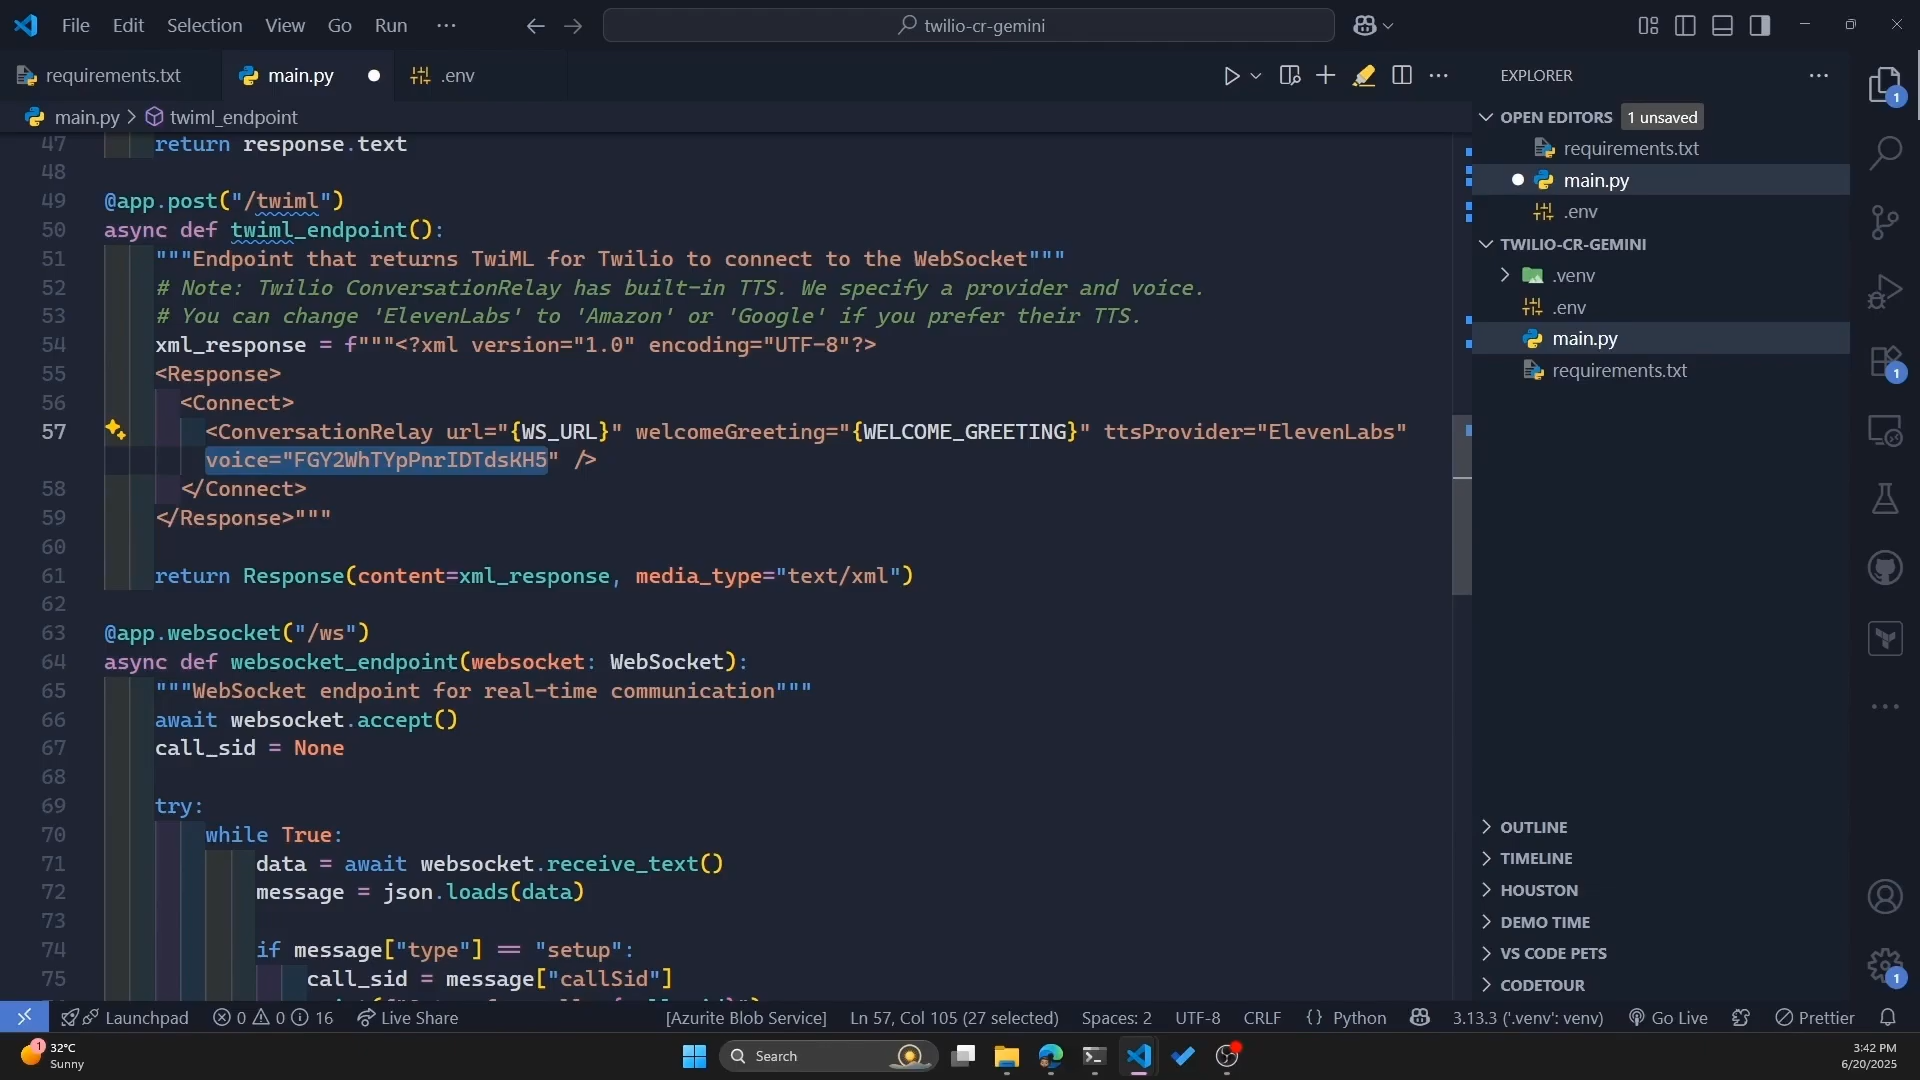 File Edit Selection View Go Run ···
twilio-cr-gemini
requirements.txt main.py .env
main.py > twiml_endpoint
47 return response.text
48
49 @app.post("/twiml")
50 async def twiml_endpoint():
51 """Endpoint that returns TwiML for Twilio to connect to the WebSocket"""
52 # Note: Twilio ConversationRelay has built-in TTS. We specify a provider and voice.
53 # You can change 'ElevenLabs' to 'Amazon' or 'Google' if you prefer their TTS.
54 xml_response = f"""<?xml version="1.0" encoding="UTF-8"?>
55 <Response>
56 <Connect>
57 <ConversationRelay url="{WS_URL}" welcomeGreeting="{WELCOME_GREETING}" ttsProvider="ElevenLabs"
voice="FGY2WhTYpPnrIDTdsKH5" />
58 </Connect>
59 </Response>"""
60
61 return Response(content=xml_response, media_type="text/xml")
62
63 @app.websocket("/ws")
64 async def websocket_endpoint(websocket: WebSocket):
65 """WebSocket endpoint for real-time communication"""
66 await websocket.accept()
67 call_sid = None
68
69 try:
70 while True:
71 data = await websocket.receive_text()
72 message = json.loads(data)
73
74 if message["type"] == "setup":
75 call_sid = message["callSid"]
EXPLORER
OPEN EDITORS 1 unsaved
requirements.txt
main.py
.env
TWILIO-CR-GEMINI
.venv
.env
main.py
requirements.txt
OUTLINE
TIMELINE
HOUSTON
DEMO TIME
VS CODE PETS
CODETOUR
1
1
1
Launchpad 0 0 16 Live Share [Azurite Blob Service] Ln 57, Col 105 (27 selected) Spaces: 2 UTF-8 CRLF {} Python 3.13.3 ('.venv': venv) Go Live Prettier
1 32°C
Sunny
Search
3:42 PM
6/20/2025